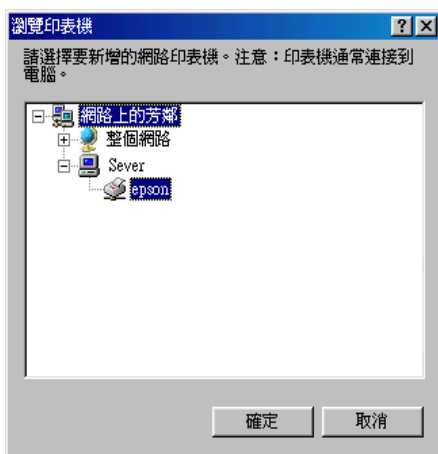 瀏覽印表機
請選擇要新增的網路印表機。注意：印表機通常連接到
電腦。
網路上的芳鄰
整個網路
Sever
epson
確定
取消